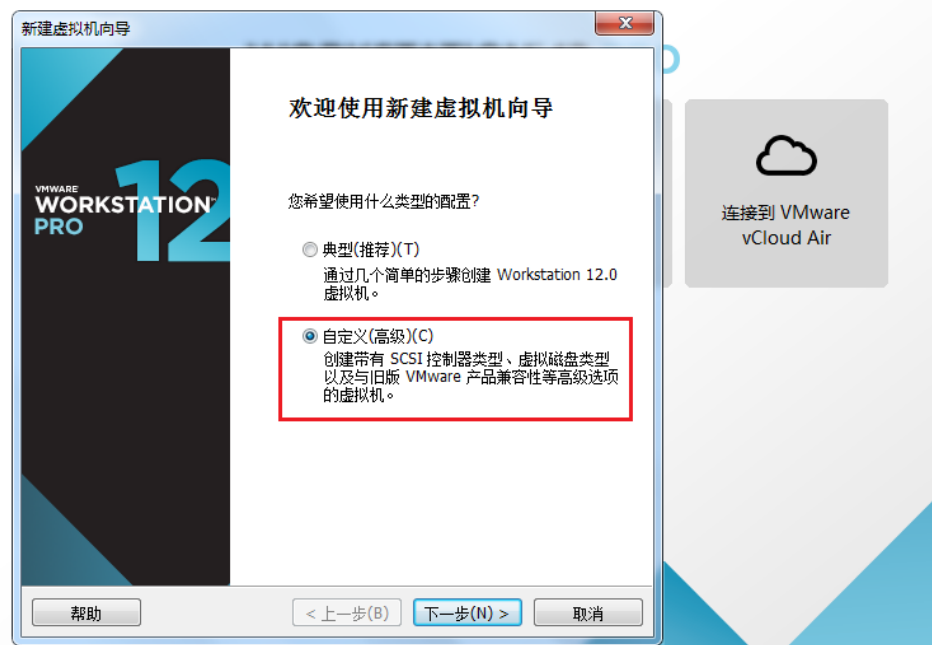 新建虚拟机向导
欢迎使用新建虚拟机向导
VMWARE
WORKSTATION™
PRO
12
您希望使用什么类型的配置?
典型(推荐)(T)
通过几个简单的步骤创建 Workstation 12.0
虚拟机。
自定义(高级)(C)
创建带有 SCSI 控制器类型、虚拟磁盘类型
以及与旧版 VMware 产品兼容性等高级选项
的虚拟机。
连接到 VMware
vCloud Air
帮助
< 上一步(B)
下一步(N) >
取消